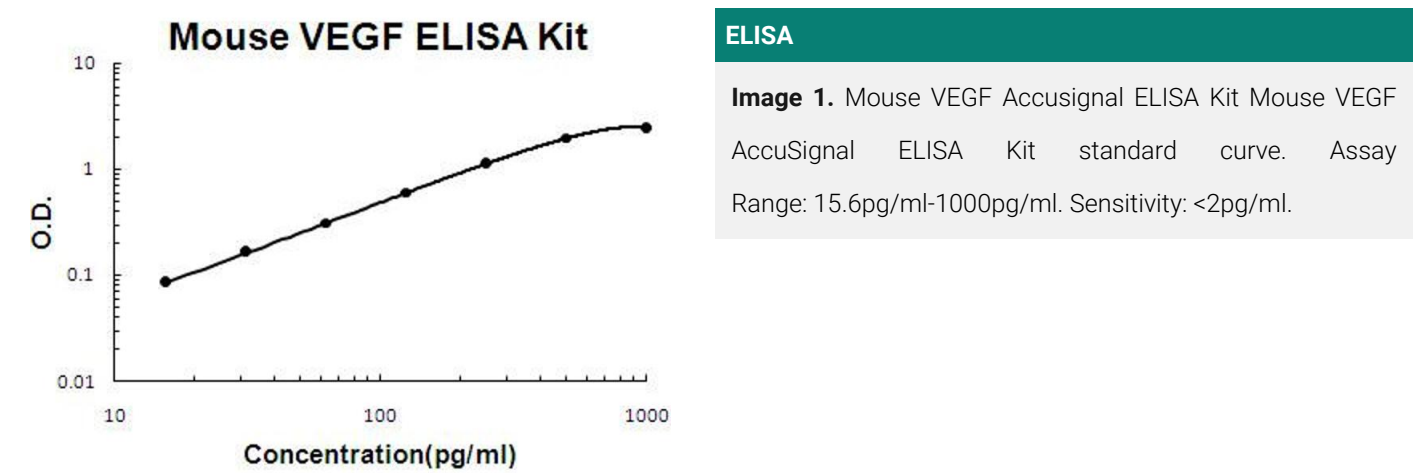 Mouse VEGF ELISA Kit
10
1
0.1
0.01
O.D.
10 100 1000
Concentration(pg/ml)
ELISA
Image 1. Mouse VEGF Accusignal ELISA Kit Mouse VEGF
AccuSignal ELISA Kit standard curve. Assay
Range: 15.6pg/ml-1000pg/ml. Sensitivity: <2pg/ml.